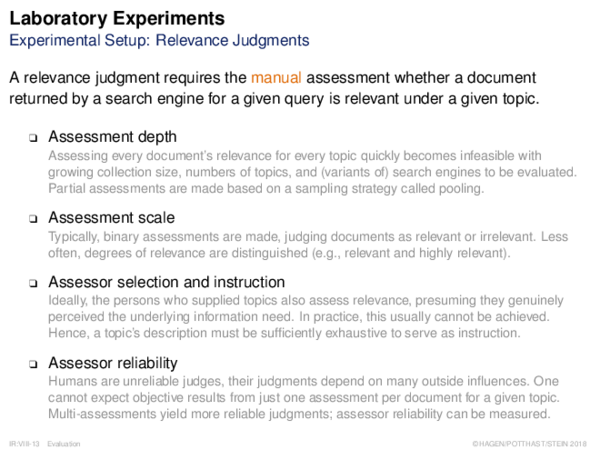 Laboratory Experiments
Experimental Setup: Relevance Judgments
A relevance judgment requires the manual assessment whether a document
returned by a search engine for a given query is relevant under a given topic.
❑ Assessment depth
Assessing every document's relevance for every topic quickly becomes infeasible with
growing collection size, numbers of topics, and (variants of) search engines to be evaluated.
Partial assessments are made based on a sampling strategy called pooling.
❑ Assessment scale
Typically, binary assessments are made, judging documents as relevant or irrelevant. Less
often, degrees of relevance are distinguished (e.g., relevant and highly relevant).
❑ Assessor selection and instruction
Ideally, the persons who supplied topics also assess relevance, presuming they genuinely
perceived the underlying information need. In practice, this usually cannot be achieved.
Hence, a topic's description must be sufficiently exhaustive to serve as instruction.
❑ Assessor reliability
Humans are unreliable judges, their judgments depend on many outside influences. One
cannot expect objective results from just one assessment per document for a given topic.
Multi-assessments yield more reliable judgments; assessor reliability can be measured.
IR:VIII-13 Evaluation ©HAGEN/POTTHAST/STEIN 2018